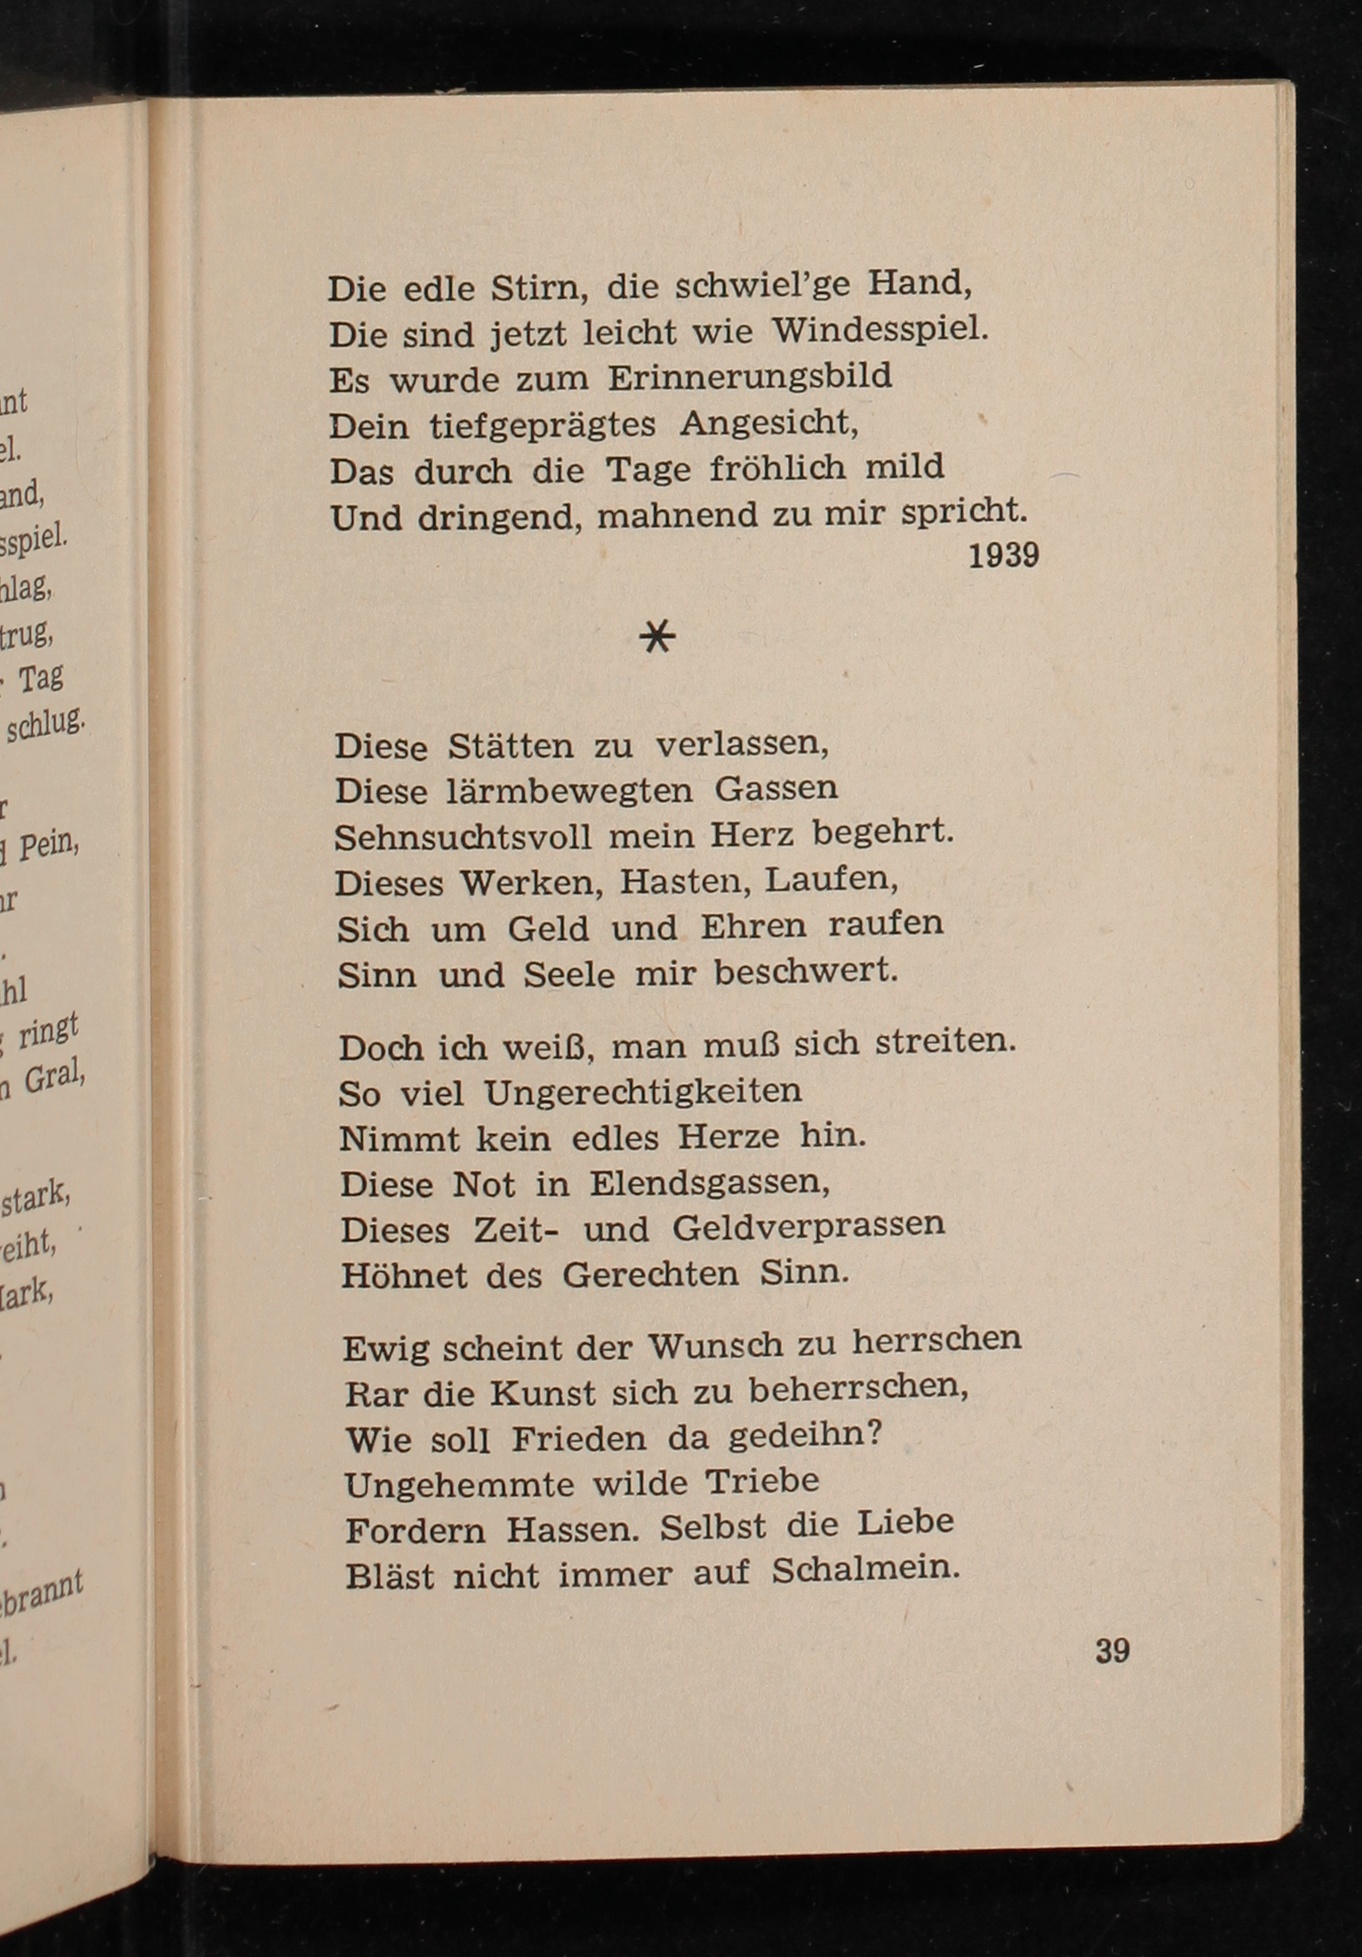 Tag
schlug.
Pein,
ringt
Gral,
stark,
Die edle Stirn, die schwiel’ge Hand,
Die sind jetzt leicht wie Windesspiel.
Es wurde zum Erinnerungsbild
Dein tiefgeprägtes Angesicht,
Das durch die Tage fröhlich mild
Und dringend, mahnend zu mir spricht.
1939
*
Diese Stätten zu verlassen,
Diese lärmbewegten Gassen
Sehnsuchtsvoll mein Herz begehrt.
Dieses Werken, Hasten, Laufen,
Sich um Geld und Ehren raufen
Sinn und Seele mir beschwert.
Doch ich weiß, man muß sich streiten.
So viel Ungerechtigkeiten
Nimmt kein edles Herze hin.
Diese Not in Elendsgassen,
Dieses Zeit- und Geldverprassen
Höhnet des Gerechten Sinn.
Ewig scheint der Wunsch zu herrschen
Rar die Kunst sich zu beherrschen,
Wie soll Frieden da gedeihn?
Ungehemmte wilde Triebe
Fordern Hassen. Selbst die Liebe
Bläst nicht immer auf Schalmein.
39